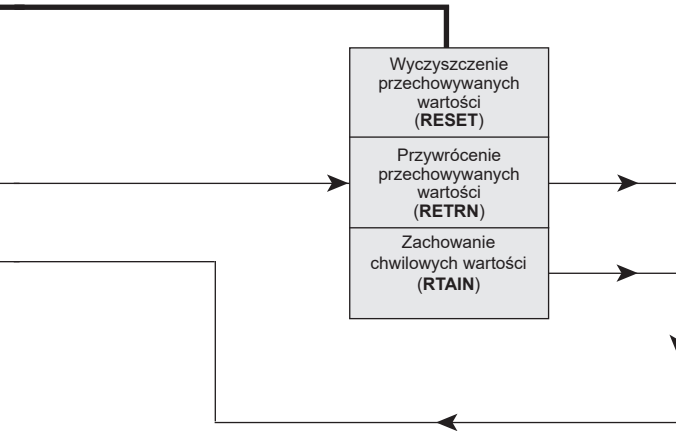 Wyczyszczenie
przechowywanych
wartości
(RESET)
Przywrócenie
przechowywanych
wartości
(RETRN)
Zachowanie
chwilowych wartości
(RTAIN)